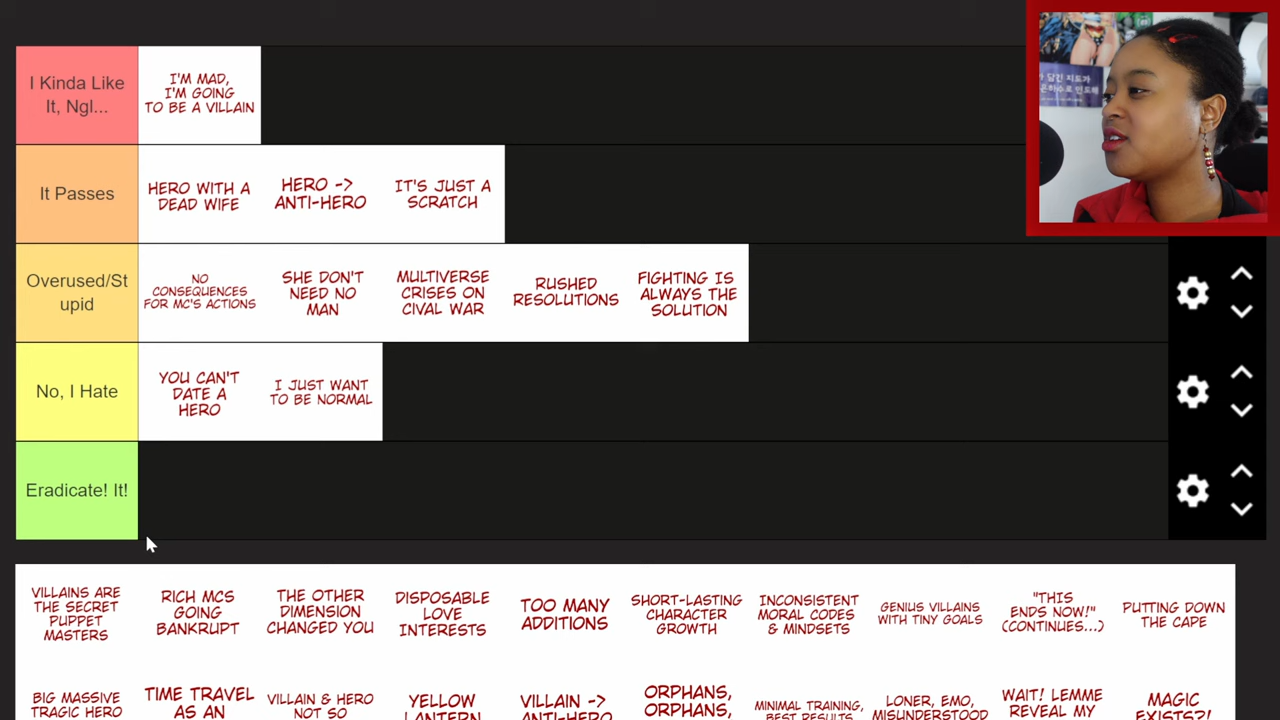 I Kinda Like
It, Ngl...
I'M MAD,
I'M GOING
TO BE A VILLAIN
It Passes
HERO WITH A
DEAD WIFE
HERO ->
ANTI-HERO
IT'S JUST A
SCRATCH
Overused/St
upid
NO
CONSEQUENCES
FOR MC'S ACTIONS
SHE DON'T
NEED NO
MAN
MULTIVERSE
CRISES ON
CIVAL WAR
RUSHED
RESOLUTIONS
FIGHTING IS
ALWAYS THE
SOLUTION
No, I Hate
YOU CAN'T
DATE A
HERO
I JUST WANT
TO BE NORMAL
Eradicate! It!
VILLAINS ARE
THE SECRET
PUPPET
MASTERS
RICH MCS
GOING
BANKRUPT
THE OTHER
DIMENSION
CHANGED YOU
DISPOSABLE
LOVE
INTERESTS
TOO MANY
ADDITIONS
SHORT-LASTING
CHARACTER
GROWTH
INCONSISTENT
MORAL CODES
& MINDSETS
GENIUS VILLAINS
WITH TINY GOALS
"THIS
ENDS NOW!"
(CONTINUES...)
PUTTING DOWN
THE CAPE
BIG MASSIVE
TRAGIC HERO
TIME TRAVEL
AS AN
VILLAIN & HERO
NOT SO
YELLOW
LANTERN
VILLAIN ->
ANTI-HERO
ORPHANS,
ORPHANS,
MINIMAL TRAINING,
BEST RESULTS
LONER, EMO,
MISUNDERSTOOD
WAIT! LEMME
REVEAL MY
MAGIC
EXISTS?!